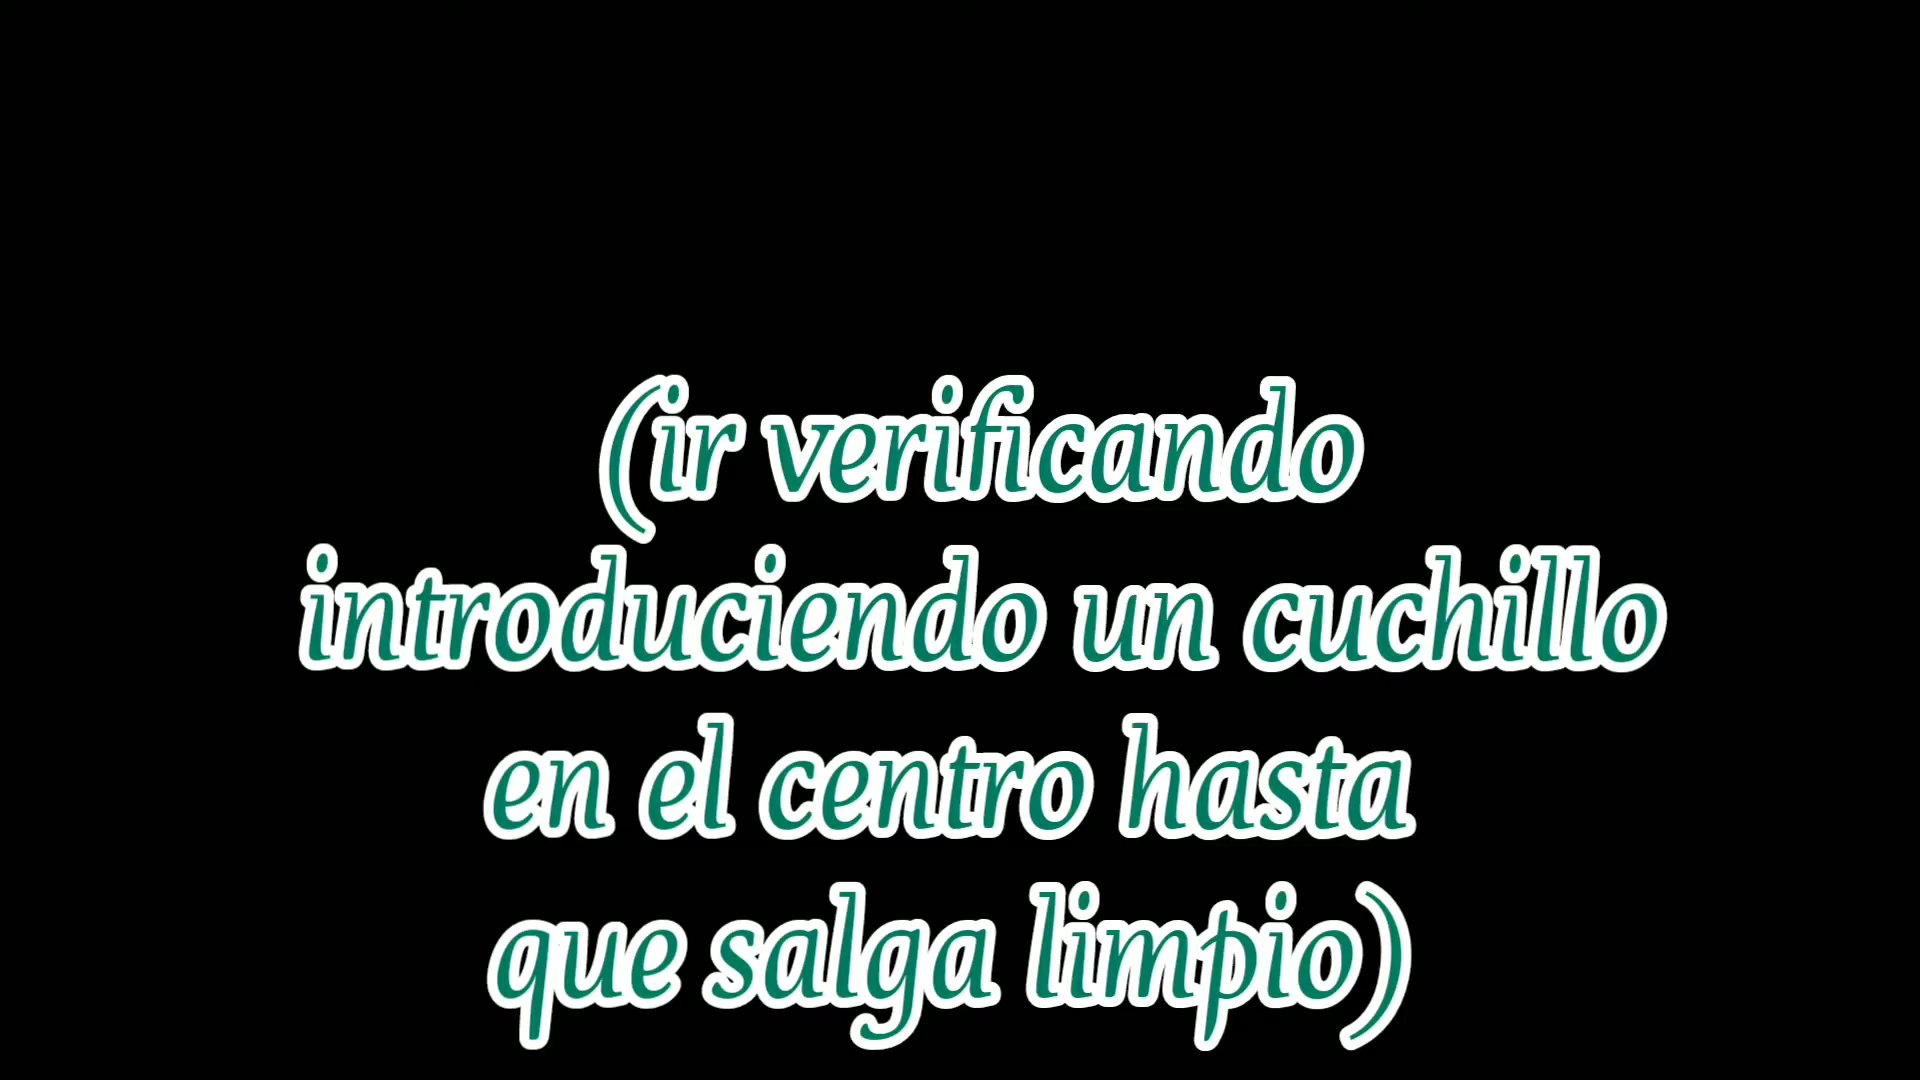 (ir verificando
introduciendo un cuchillo
en el centro hasta
que salga limpio)